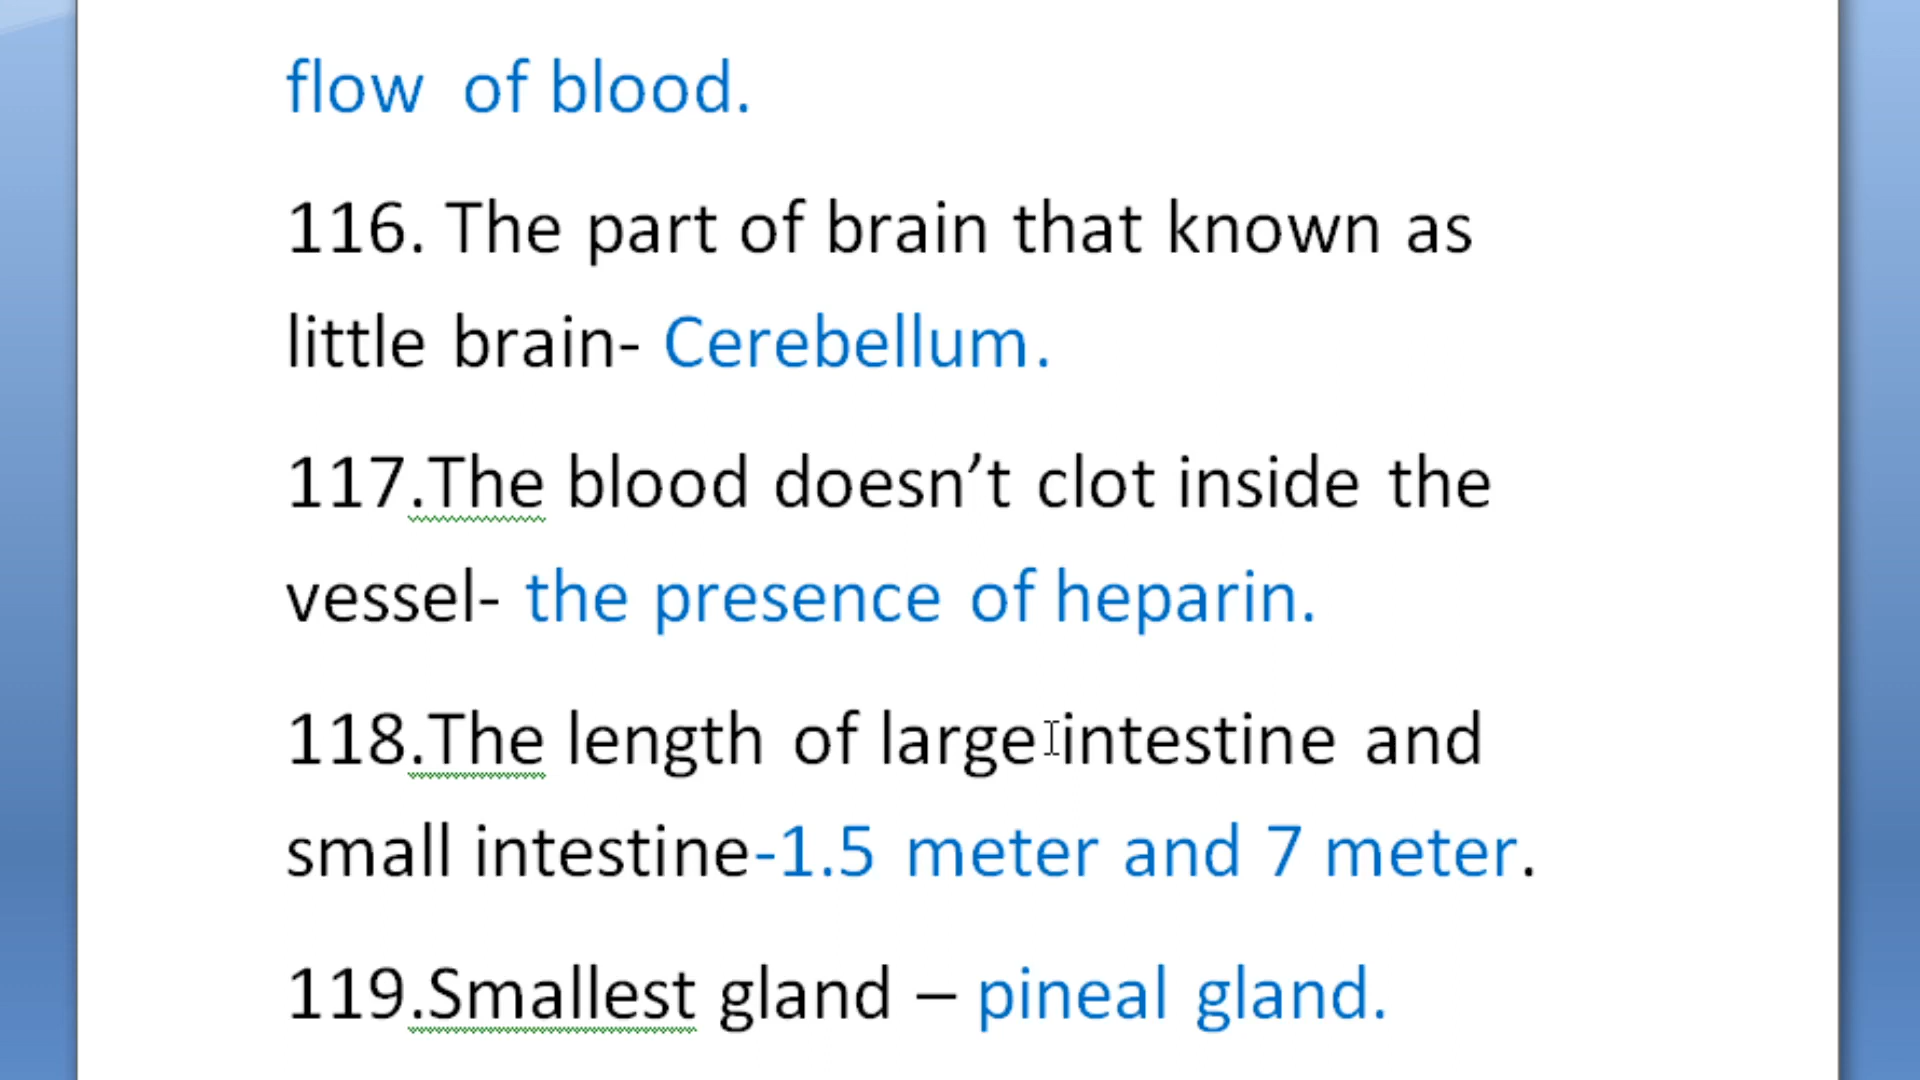 flow of blood.
116. The part of brain that known as
little brain- Cerebellum.
117.The blood doesn’t clot inside the
vessel- the presence of heparin.
118.The length of large intestine and
small intestine-1.5 meter and 7 meter.
119.Smallest gland – pineal gland.